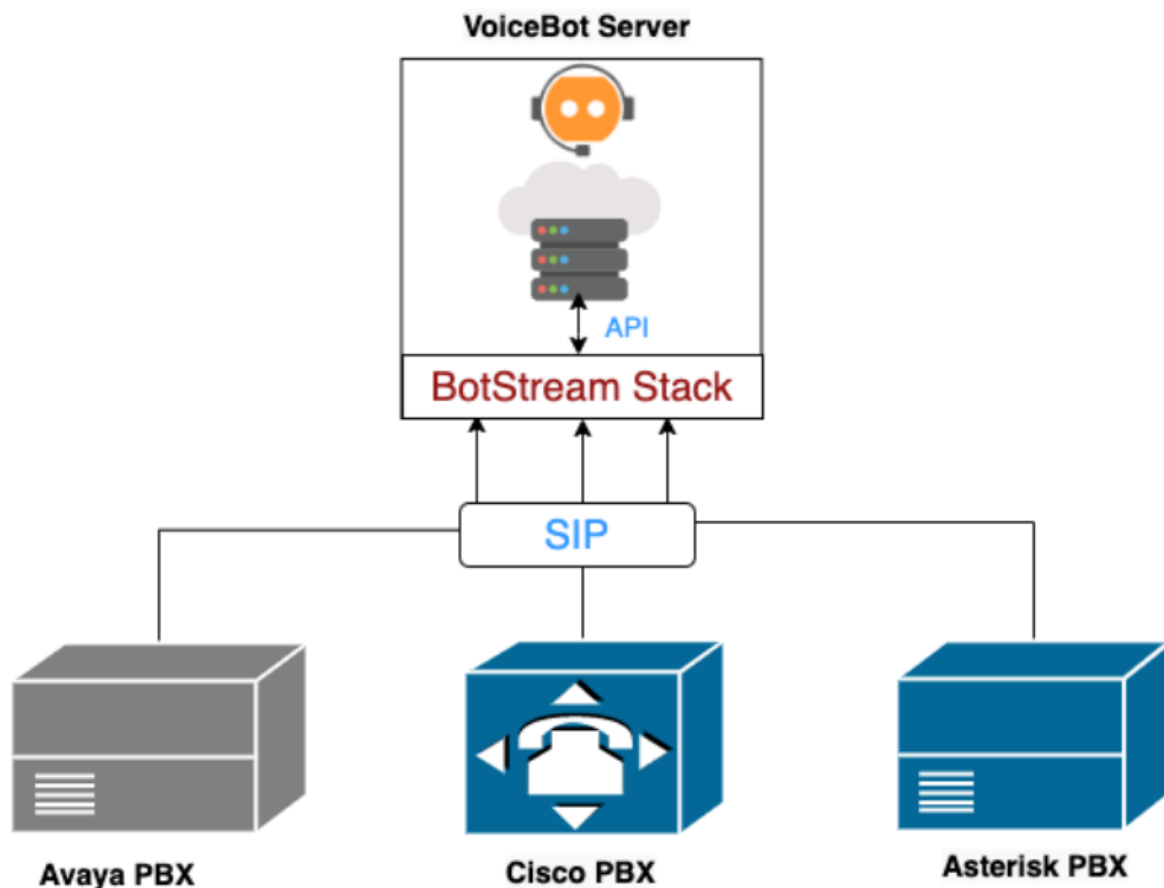 VoiceBot Server
API
BotStream Stack
SIP
Avaya PBX
Cisco PBX
Asterisk PBX